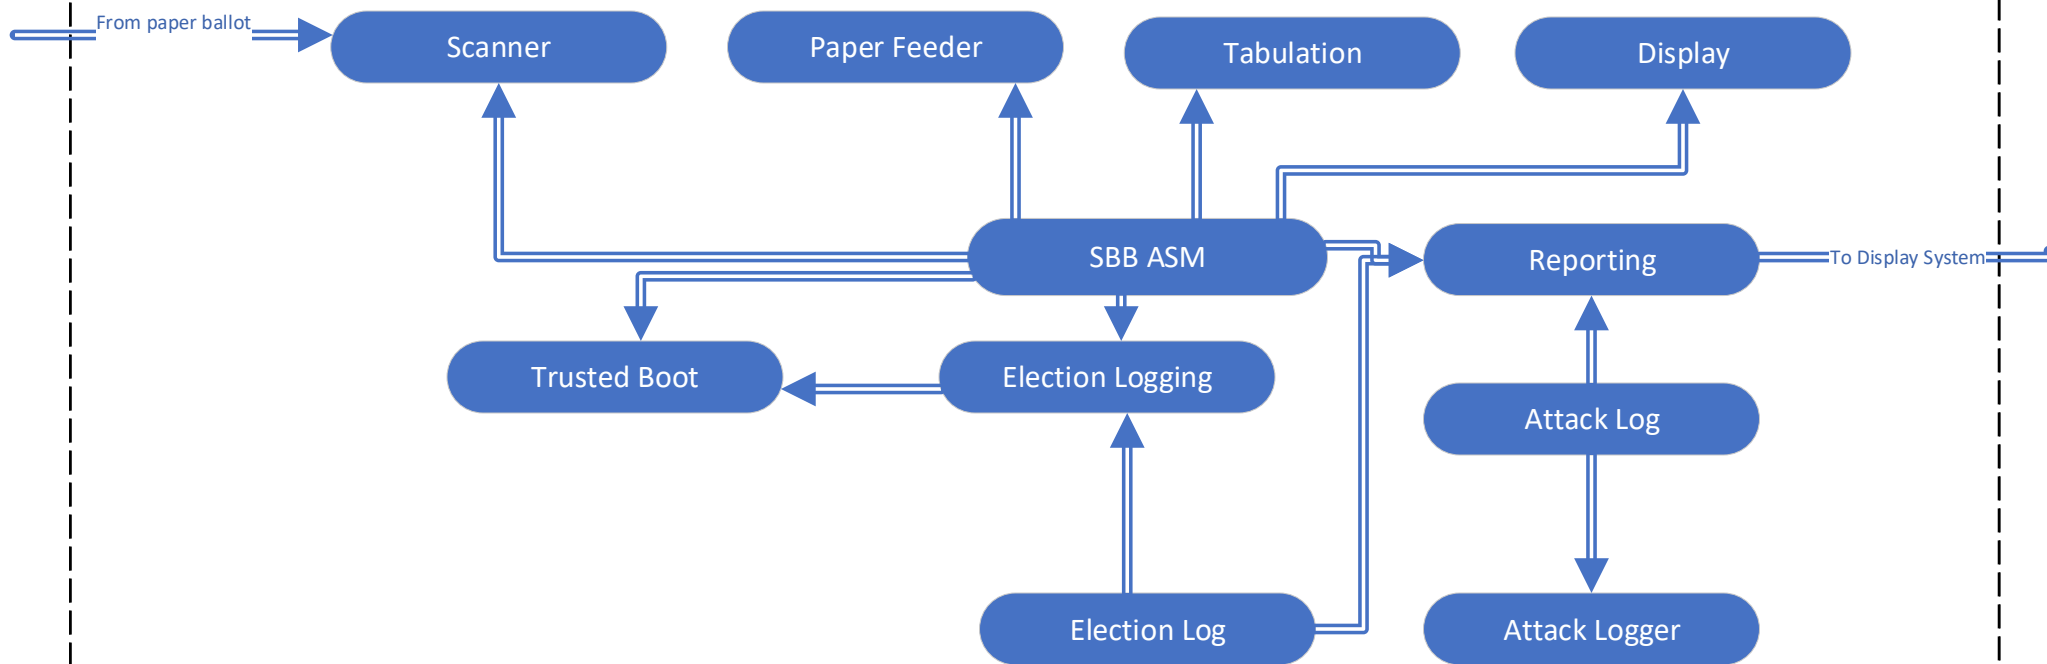 From paper ballot
Scanner
Paper Feeder
Tabulation
Display
SBB ASM
Reporting
To Display System
Trusted Boot
Election Logging
Attack Log
Election Log
Attack Logger